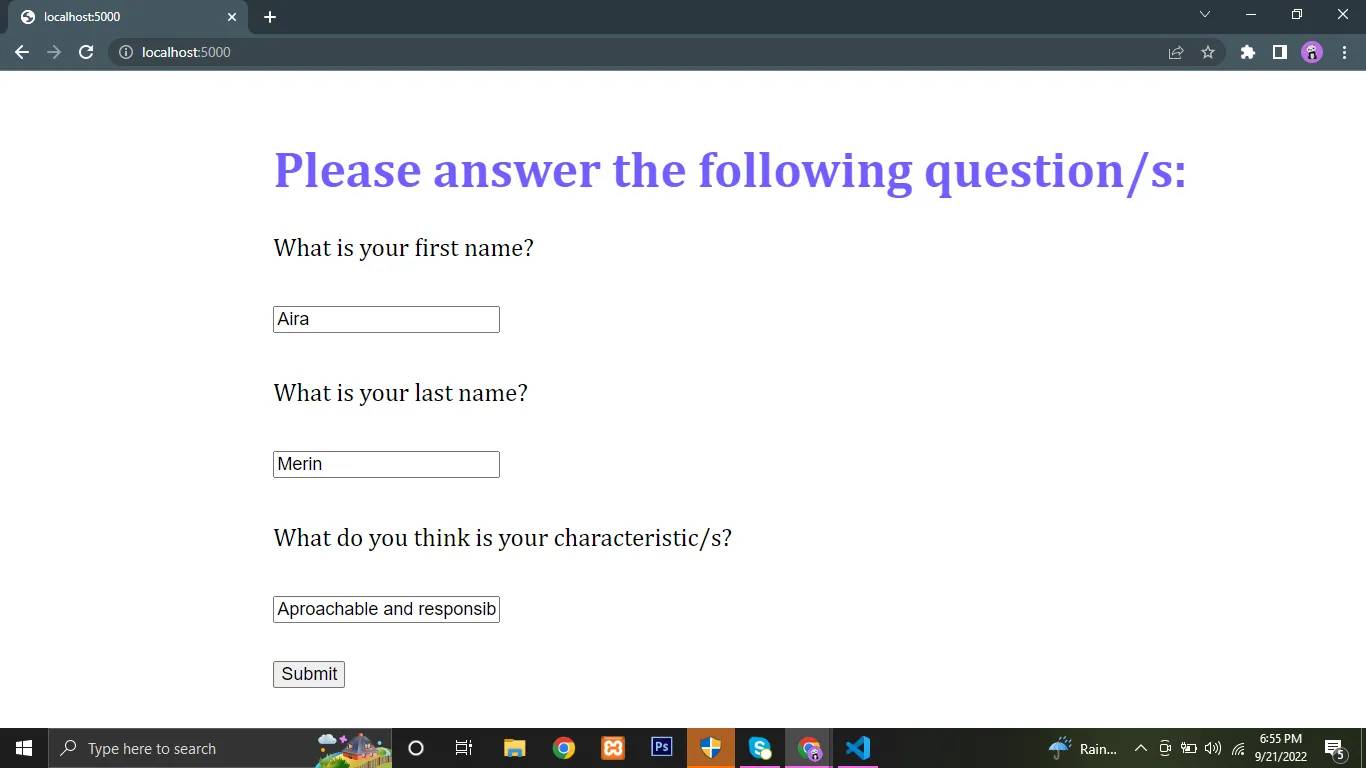 localhost:5000
localhost:5000
Please answer the following question/s:
What is your first name?
Aira
What is your last name?
Merin
What do you think is your characteristic/s?
Aproachable and responsib
Submit
Type here to search
Ps
Rain...
6:55 PM
9/21/2022
5